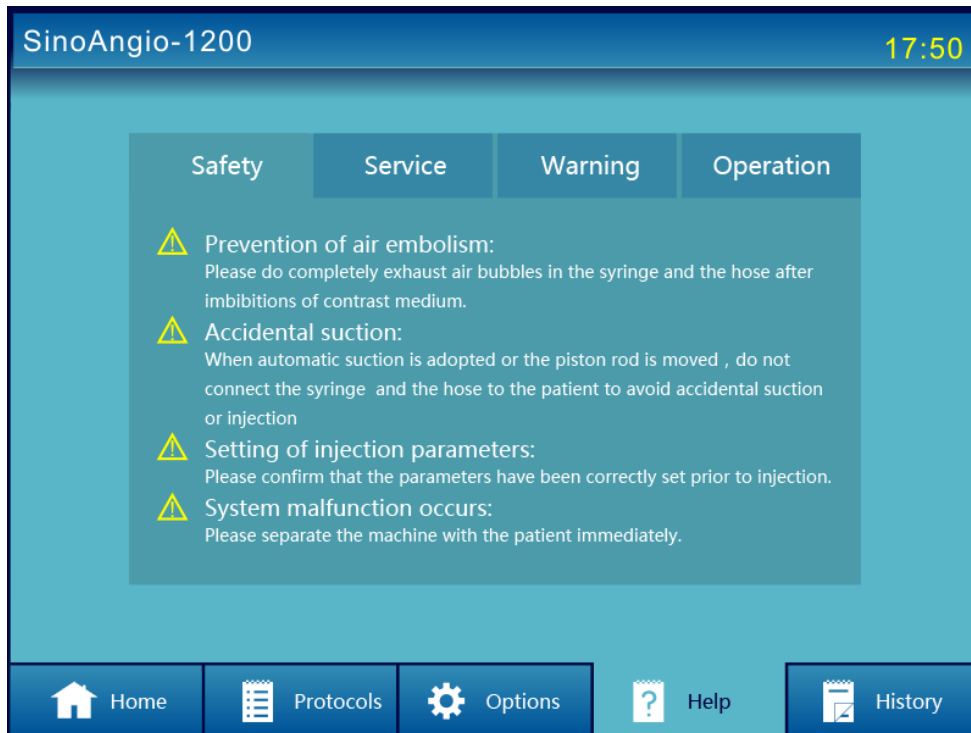 SinoAngio-1200
17:50
Safety
Service
Warning
Operation
Prevention of air embolism:
Please do completely exhaust air bubbles in the syringe and the hose after
imbibitions of contrast medium.
Accidental suction:
When automatic suction is adopted or the piston rod is moved , do not
connect the syringe  and the hose to the patient to avoid accidental suction
or injection
Setting of injection parameters:
Please confirm that the parameters have been correctly set prior to injection.
System malfunction occurs:
Please separate the machine with the patient immediately.
Home
Protocols
Options
? Help
History